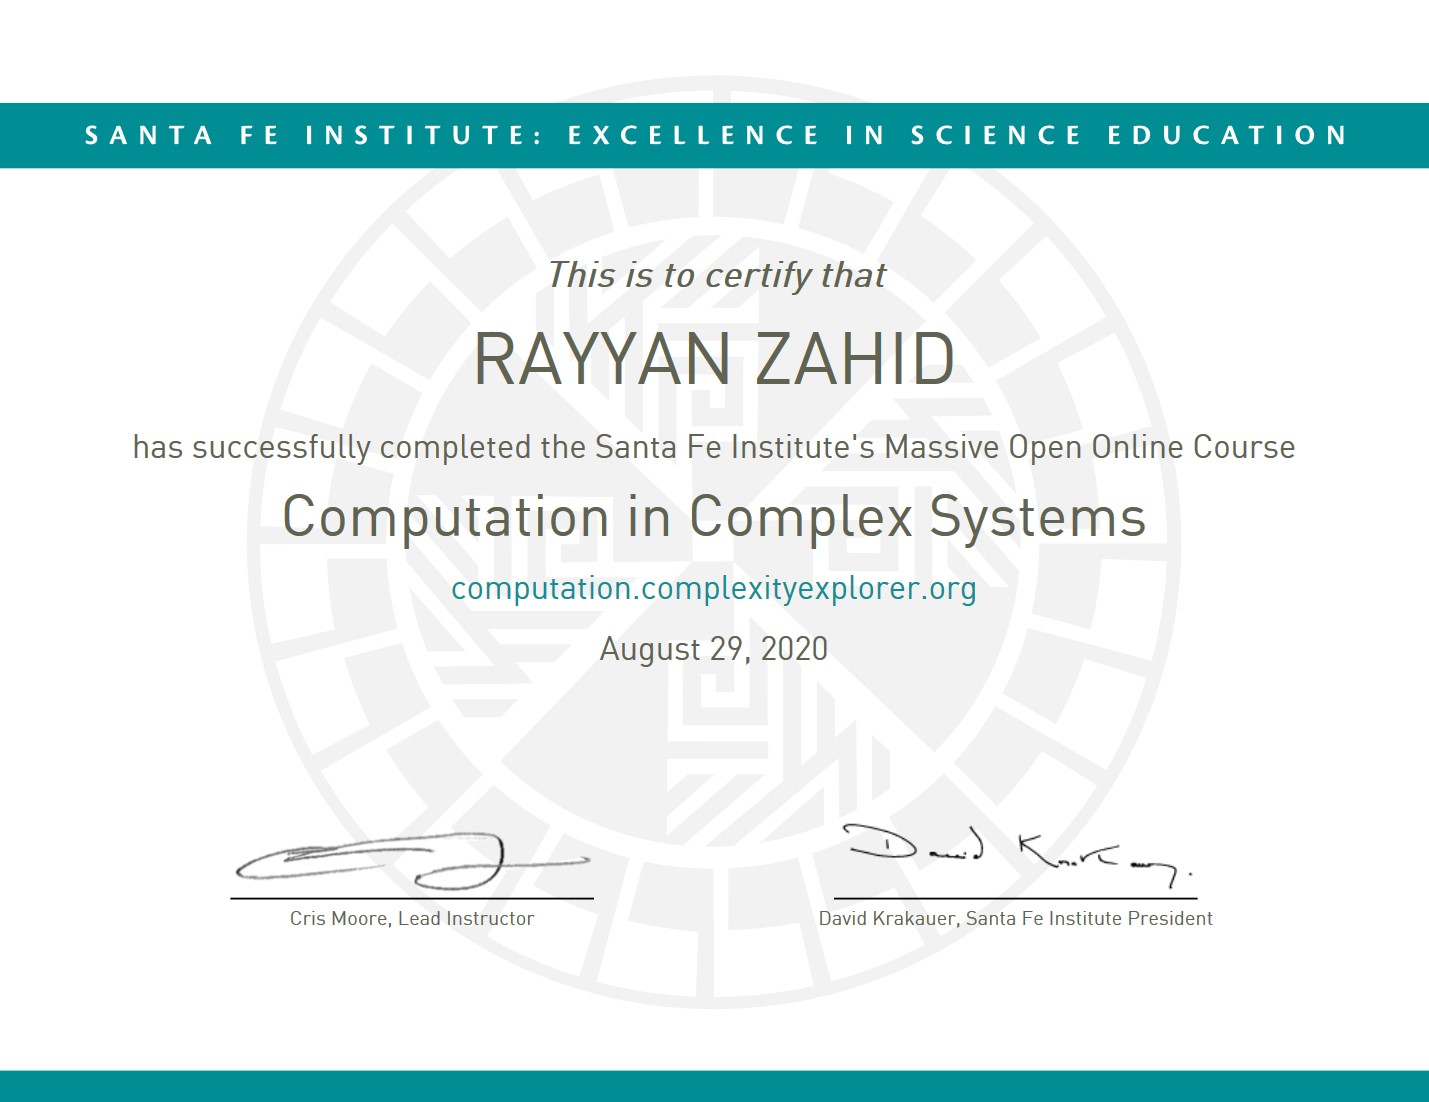 SANTA FE INSTITUTE: EXCELLENCE IN SCIENCE EDUCATION
This is to certify that
RAYYAN ZAHID
has successfully completed the Santa Fe Institute's Massive Open Online Course
Computation in Complex Systems
computation.complexityexplorer.org
August 29, 2020
David Krakauer.
Cris Moore, Lead Instructor
David Krakauer, Santa Fe Institute President